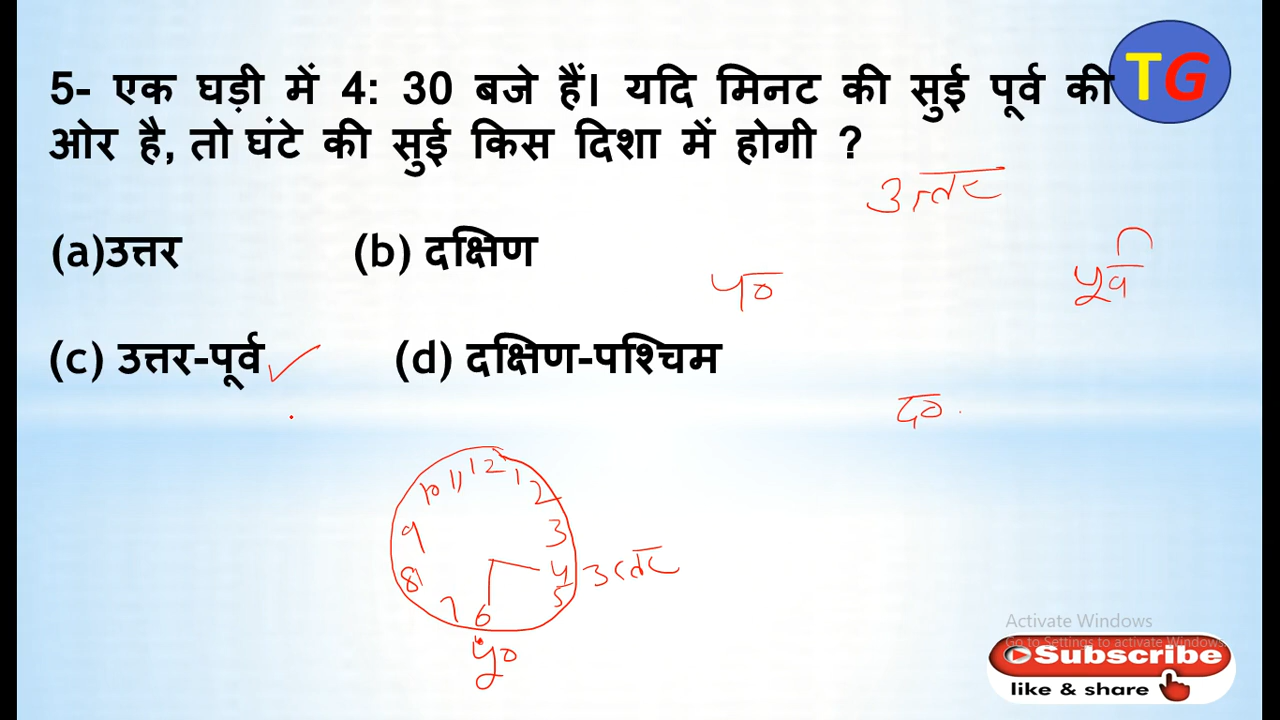 5- एक घड़ी में 4: 30 बजे हैं। यदि मिनट की सुई पूर्व की
ओर है, तो घंटे की सुई किस दिशा में होगी ?
TG
उत्तर
(a)उत्तर (b) दक्षिण
प० पूर्व
(c) उत्तर-पूर्व (d) दक्षिण-पश्चिम
द०
12
11 1
10 2
9 3
8 4 उत्तर
7 5
6
पू०
Activate Windows
Go to Settings to activate Windows.
Subscribe
like & share